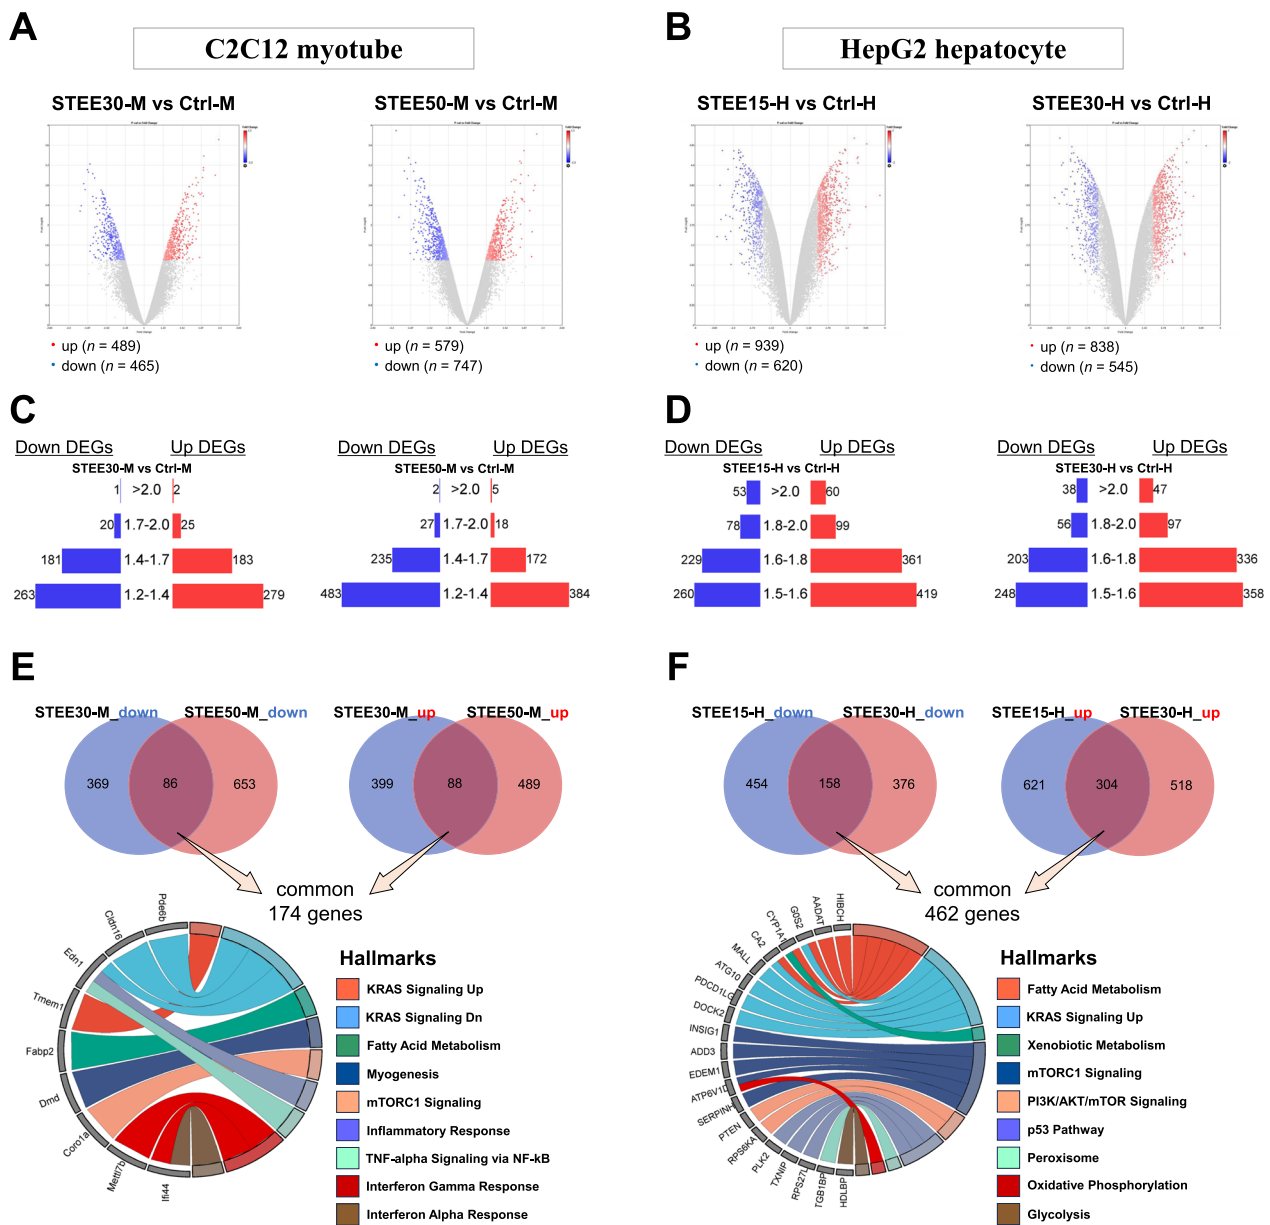 A
C2C12 myotube
B
HepG2 hepatocyte
STEE30-M vs Ctrl-M
STEE50-M vs Ctrl-M
STEE15-H vs Ctrl-H
STEE30-H vs Ctrl-H
up (n = 489)
down (n = 465)
up (n = 579)
down (n = 747)
up (n = 939)
down (n = 620)
up (n = 838)
down (n = 545)
C
Down DEGs Up DEGs
STEE30-M vs Ctrl-M
1 >2.0 2
20 1.7-2.0 25
181 1.4-1.7 183
263 1.2-1.4 279
Down DEGs Up DEGs
STEE50-M vs Ctrl-M
2 >2.0 5
27 1.7-2.0 18
235 1.4-1.7 172
483 1.2-1.4 384
D
Down DEGs Up DEGs
STEE15-H vs Ctrl-H
53 >2.0 60
78 1.8-2.0 99
229 1.6-1.8 361
260 1.5-1.6 419
Down DEGs Up DEGs
STEE30-H vs Ctrl-H
38 >2.0 47
56 1.8-2.0 97
203 1.6-1.8 336
248 1.5-1.6 358
E
STEE30-M_down STEE50-M_down
369 86 653
STEE30-M_up STEE50-M_up
399 88 489
common
174 genes
Pde6b
Cldn16
Edn1
Tmem1
Fabp2
Dmd
Coro1a
Mettl7b
Ifi44
Hallmarks
KRAS Signaling Up
KRAS Signaling Dn
Fatty Acid Metabolism
Myogenesis
mTORC1 Signaling
Inflammatory Response
TNF-alpha Signaling via NF-kB
Interferon Gamma Response
Interferon Alpha Response
F
STEE15-H_down STEE30-H_down
454 158 376
STEE15-H_up STEE30-H_up
621 304 518
common
462 genes
HIBCH
AADAT
G0S2
CYP1A1
CA2
MALL
ATG10
PDCD1LG
DOCK2
INSIG1
ADD3
EDEM1
ATP6V1D
SERPINH
PTEN
RPS6KA
PLK2
TXNIP
RPS27L
TGB1BP
HDLBP
Hallmarks
Fatty Acid Metabolism
KRAS Signaling Up
Xenobiotic Metabolism
mTORC1 Signaling
PI3K/AKT/mTOR Signaling
p53 Pathway
Peroxisome
Oxidative Phosphorylation
Glycolysis